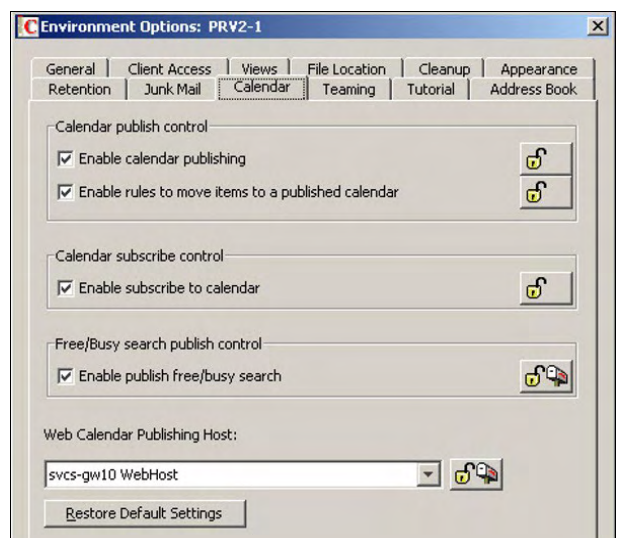 Environment Options: PRV2-1
General Client Access Views File Location Cleanup Appearance
Retention Junk Mail Calendar Teaming Tutorial Address Book
Calendar publish control
Enable calendar publishing
Enable rules to move items to a published calendar
Calendar subscribe control
Enable subscribe to calendar
Free/Busy search publish control
Enable publish free/busy search
Web Calendar Publishing Host:
svcs-gw10 WebHost
Restore Default Settings